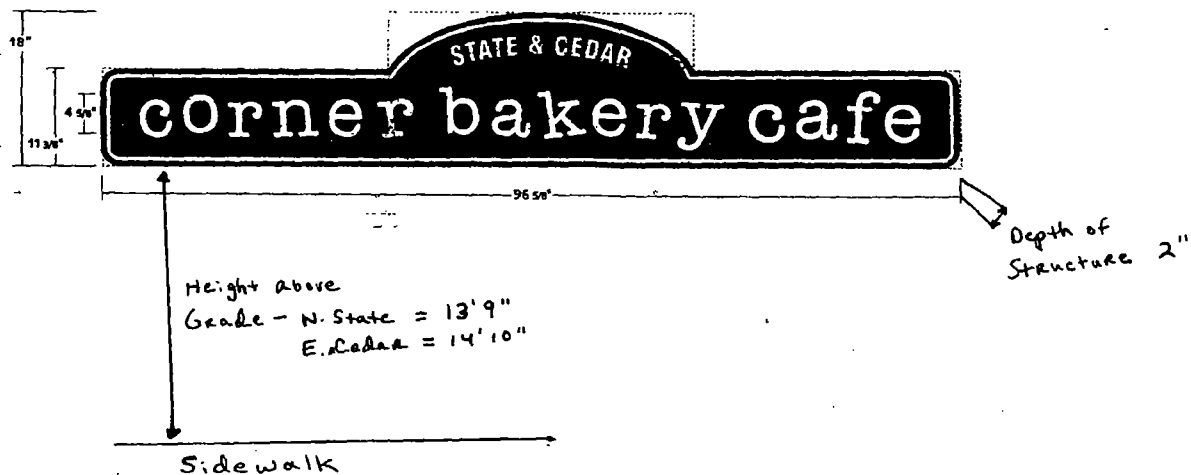 18"
STATE & CEDAR
4 5/8"
corner bakery cafe
11 3/8"
96 5/8"
Depth of
Structure 2"
Height above
Grade - N. State = 13'9"
E. Cedar = 14'10"
Sidewalk